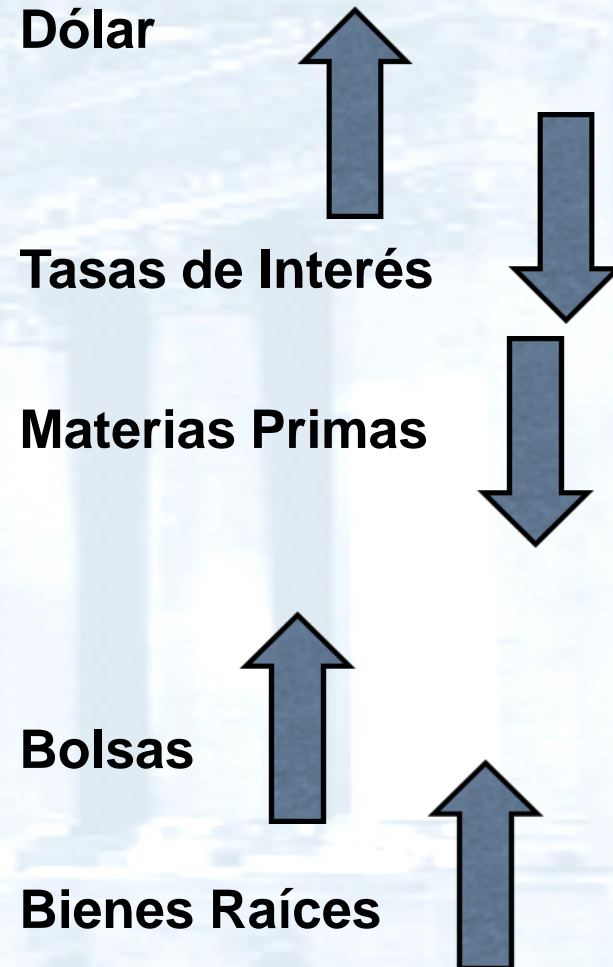 Dólar
Tasas de Interés
Materias Primas
Bolsas
Bienes Raíces